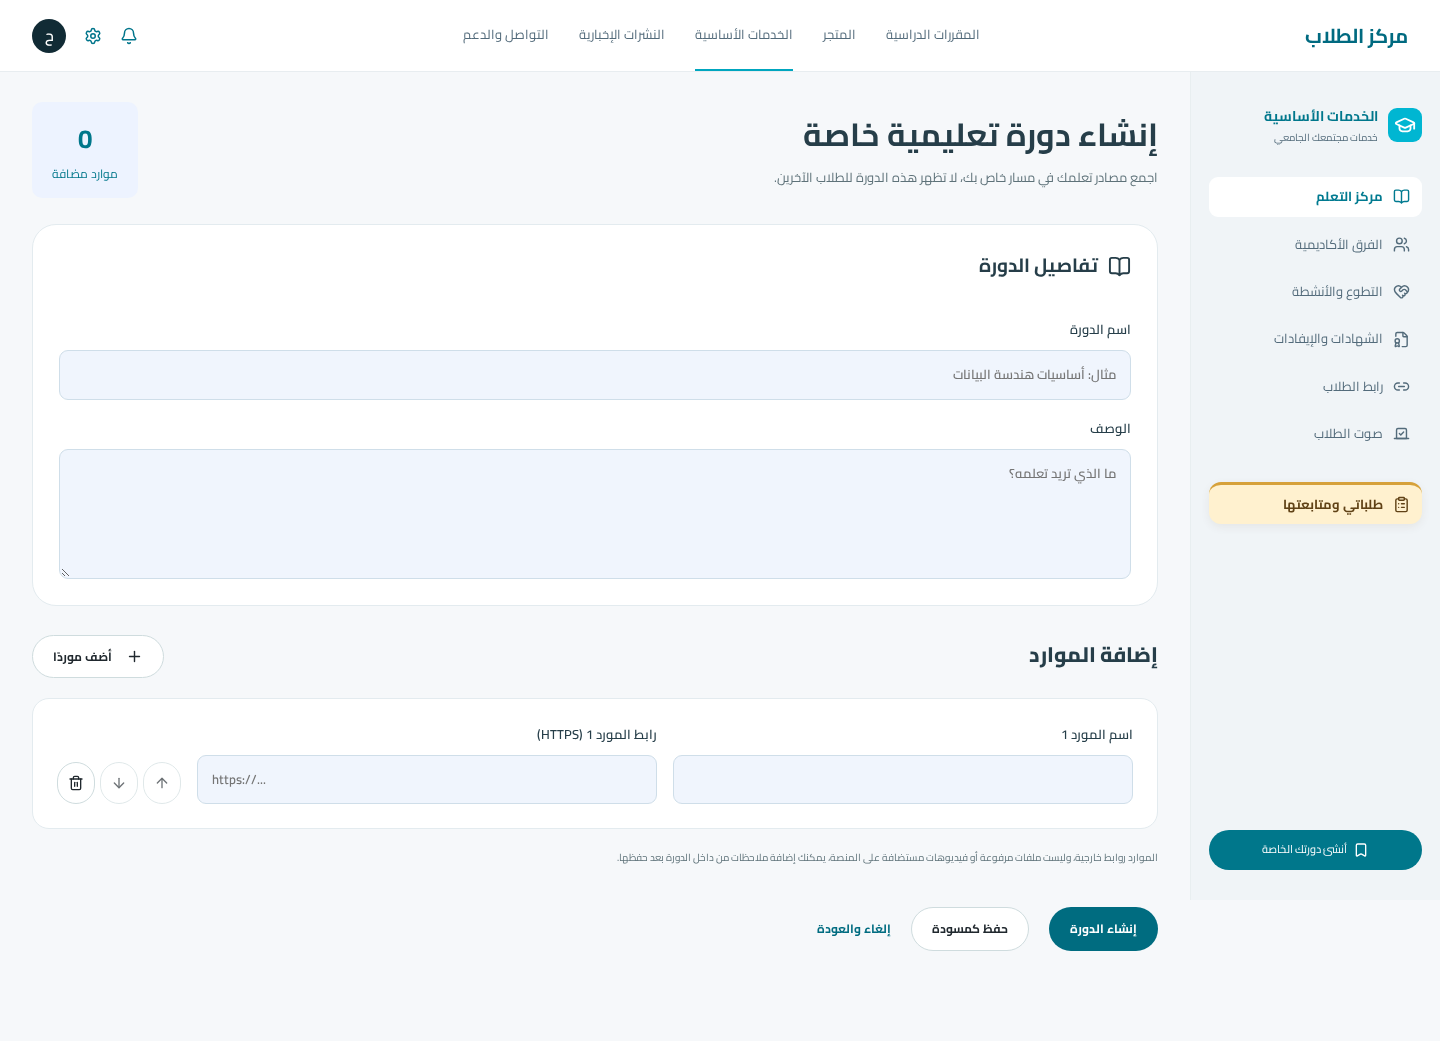 مركز الطلاب
المقررات الدراسية
المتجر
الخدمات الأساسية
النشرات الإخبارية
التواصل والدعم
ح
الخدمات الأساسية
خدمات مجتمعك الجامعي
مركز التعلم
الفرق الأكاديمية
التطوع والأنشطة
الشهادات والإيفادات
رابط الطلاب
صوت الطلاب
طلباتي ومتابعتها
أنشئ دورتك الخاصة
إنشاء دورة تعليمية خاصة
اجمع مصادر تعلمك في مسار خاص بك، لا تظهر هذه الدورة للطلاب الآخرين.
0
موارد مضافة
تفاصيل الدورة
اسم الدورة
مثال: أساسيات هندسة البيانات
الوصف
ما الذي تريد تعلمه؟
إضافة الموارد
أضف موردًا
اسم المورد 1
رابط المورد 1 (HTTPS)
https://...
الموارد روابط خارجية، وليست ملفات مرفوعة أو فيديوهات مستضافة على المنصة، يمكنك إضافة ملاحظات من داخل الدورة بعد حفظها.
إنشاء الدورة
حفظ كمسودة
إلغاء والعودة